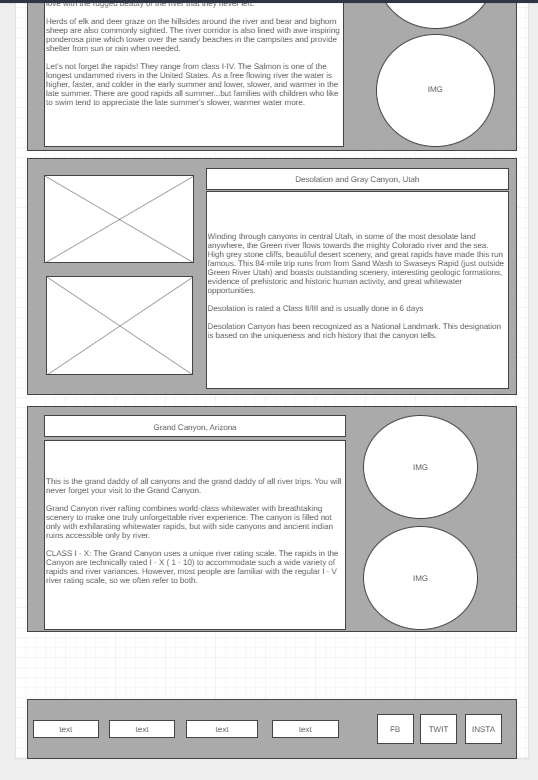 love with the rugged beauty of the river that they never left.
Herds of elk and deer graze on the hillsides around the river and bear and bighorn
sheep are also commonly sighted. The river corridor is also lined with awe inspiring
ponderosa pine which tower over the sandy beaches in the campsites and provide
shelter from sun or rain when needed.
Let's not forget the rapids! They range from class I-IV. The Salmon is one of the
longest undammed rivers in the United States. As a free flowing river the water is
higher, faster, and colder in the early summer and lower, slower, and warmer in the
late summer. There are good rapids all summer...but families with children who like
to swim tend to appreciate the late summer's slower, warmer water more.
IMG
Desolation and Gray Canyon, Utah
Winding through canyons in central Utah, in some of the most desolate land
anywhere, the Green river flows towards the mighty Colorado river and the sea.
High grey stone cliffs, beautiful desert scenery, and great rapids have made this run
famous. This 84-mile trip runs from from Sand Wash to Swaseys Rapid (just outside
Green River Utah) and boasts outstanding scenery, interesting geologic formations,
evidence of prehistoric and historic human activity, and great whitewater
opportunities.
Desolation is rated a Class II/III and is usually done in 6 days
Desolation Canyon has been recognized as a National Landmark. This designation
is based on the uniqueness and rich history that the canyon tells.
Grand Canyon, Arizona
This is the grand daddy of all canyons and the grand daddy of all river trips. You will
never forget your visit to the Grand Canyon.
Grand Canyon river rafting combines world-class whitewater with breathtaking
scenery to make one truly unforgettable river experience. The canyon is filled not
only with exhilarating whitewater rapids, but with side canyons and ancient indian
ruins accessible only by river.
CLASS I - X: The Grand Canyon uses a unique river rating scale. The rapids in the
Canyon are technically rated I - X ( 1 - 10) to accommodate such a wide variety of
rapids and river variances. However, most people are familiar with the regular I - V
river rating scale, so we often refer to both.
IMG
IMG
text
text
text
text
FB
TWIT
INSTA